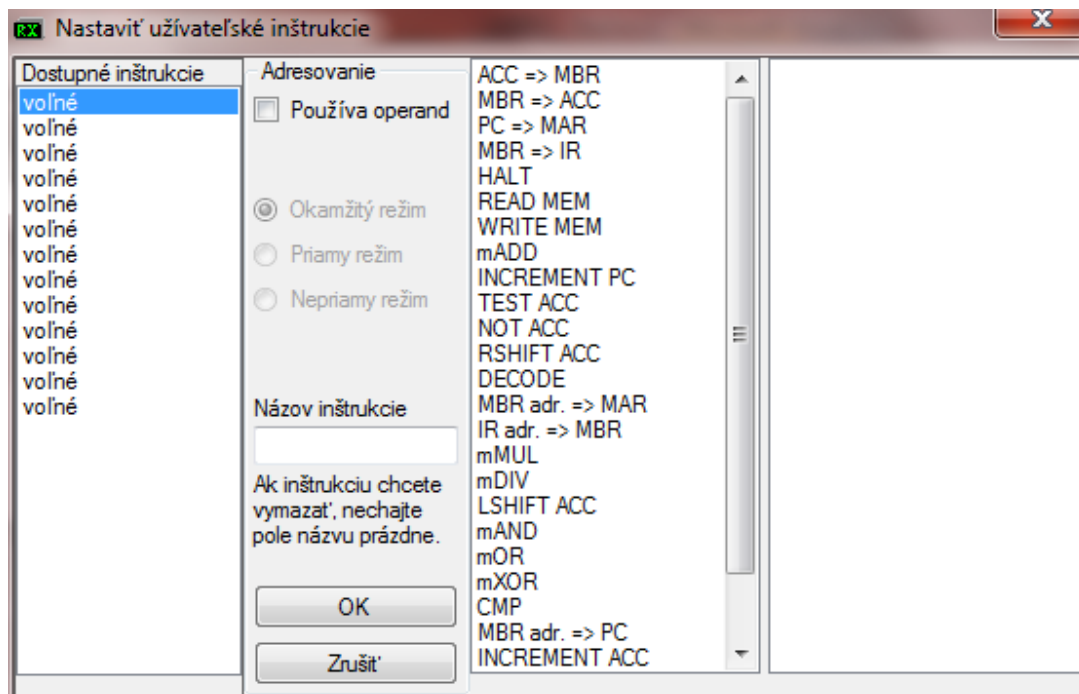 RX Nastaviť užívateľské inštrukcie
X
Dostupné inštrukcie
voľné
voľné
voľné
voľné
voľné
voľné
voľné
voľné
voľné
voľné
voľné
voľné
voľné
Adresovanie
Používa operand
Okamžitý režim
Priamy režim
Nepriamy režim
Názov inštrukcie
Ak inštrukciu chcete
vymazať, nechajte
pole názvu prázdne.
OK
Zrušiť
ACC => MBR
MBR => ACC
PC => MAR
MBR => IR
HALT
READ MEM
WRITE MEM
mADD
INCREMENT PC
TEST ACC
NOT ACC
RSHIFT ACC
DECODE
MBR adr. => MAR
IR adr. => MBR
mMUL
mDIV
LSHIFT ACC
mAND
mOR
mXOR
CMP
MBR adr. => PC
INCREMENT ACC